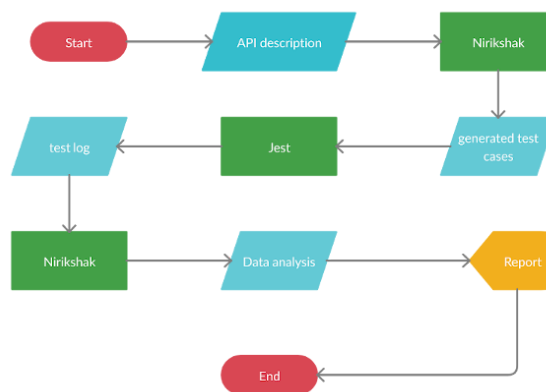 Start
API description
Nirikshak
generated test
cases
Jest
test log
Nirikshak
Data analysis
Report
End